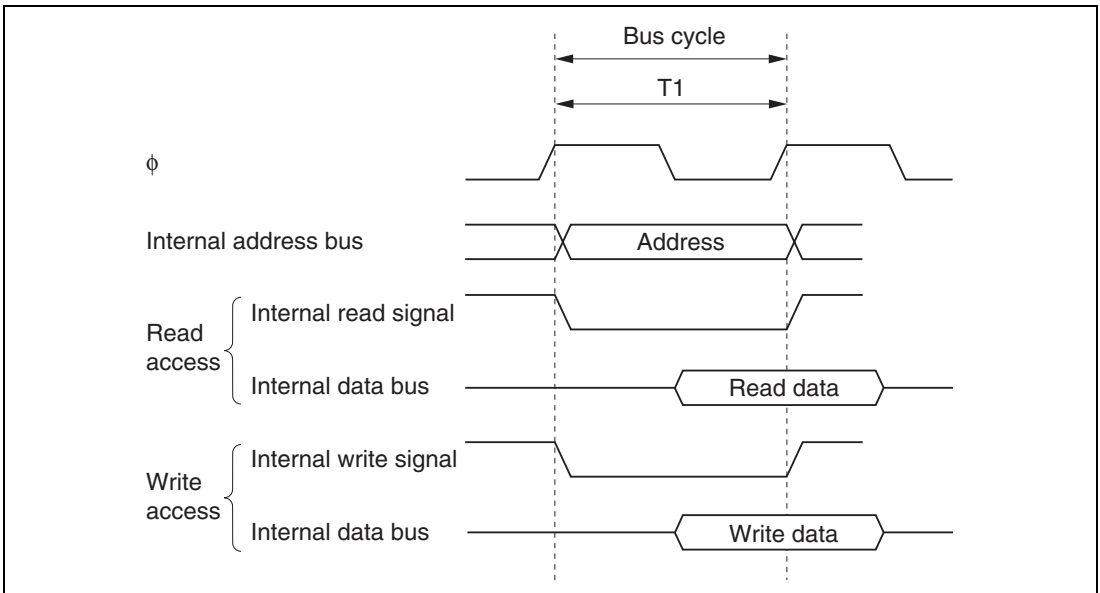 Bus cycle
T1
ϕ
Internal address bus
Address
Read
access
Internal read signal
Internal data bus
Read data
Write
access
Internal write signal
Internal data bus
Write data